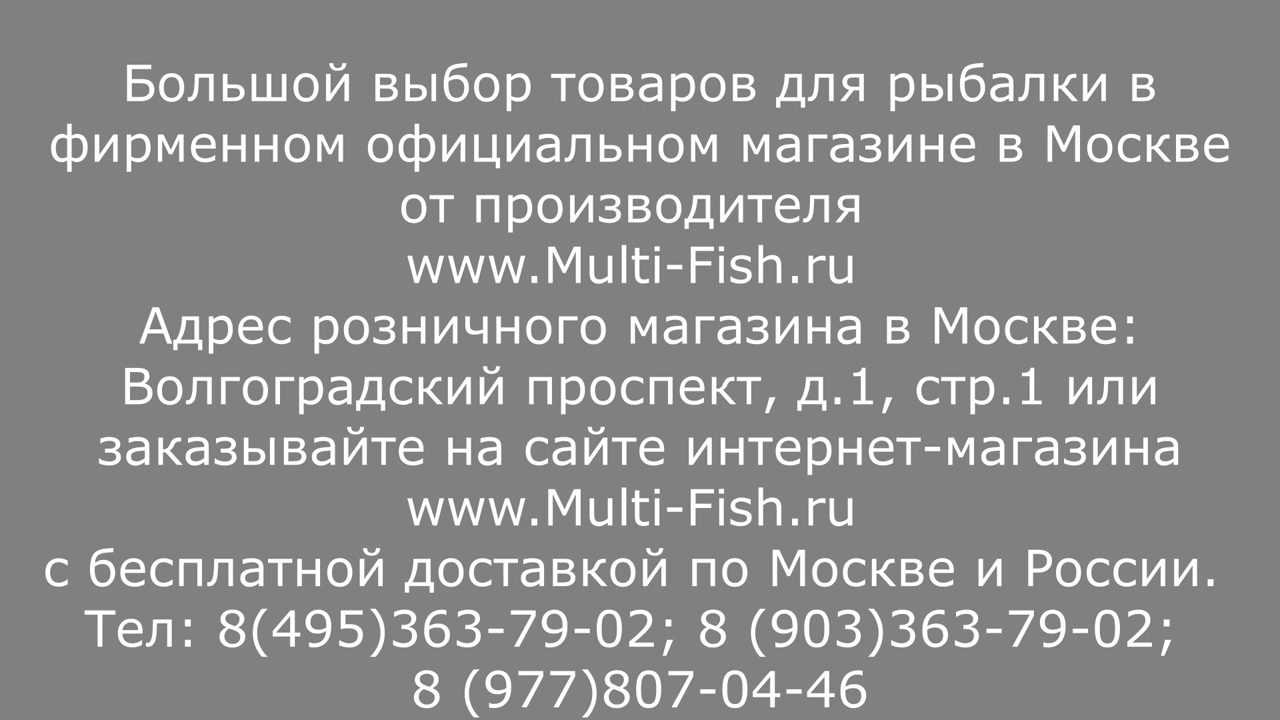 Большой выбор товаров для рыбалки в
фирменном официальном магазине в Москве
от производителя
www.Multi-Fish.ru
Адрес розничного магазина в Москве:
Волгоградский проспект, д.1, стр.1 или
заказывайте на сайте интернет-магазина
www.Multi-Fish.ru
с бесплатной доставкой по Москве и России.
Тел: 8(495)363-79-02; 8 (903)363-79-02;
8 (977)807-04-46